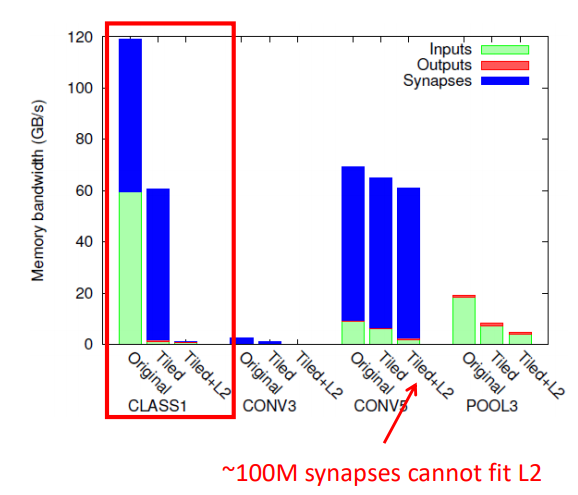 120
100
80
60
40
20
0
Memory bandwidth (GB/s)
Inputs
Outputs
Synapses
Original
Tiled
Tiled+L2
Original
Tiled
Tiled+L2
Original
Tiled
Tiled+L2
Original
Tiled
Tiled+L2
CLASS1
CONV3
CONV5
POOL3
~100M synapses cannot fit L2